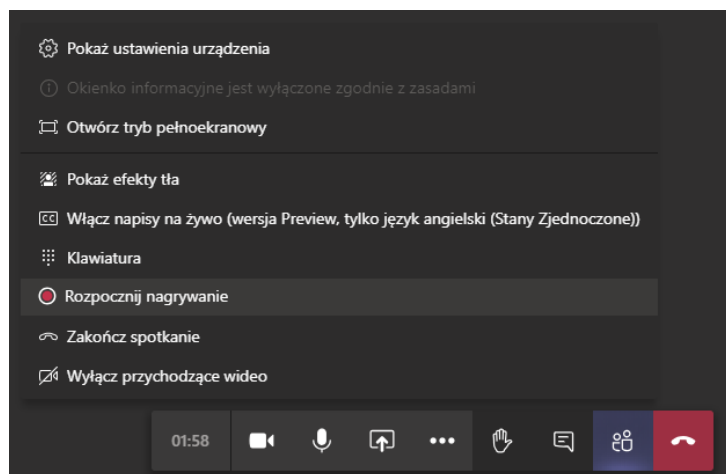 Pokaż ustawienia urządzenia
Okienko informacyjne jest wyłączone zgodnie z zasadami
Otwórz tryb pełnoekranowy
Pokaż efekty tła
CC Włącz napisy na żywo (wersja Preview, tylko język angielski (Stany Zjednoczone))
Klawiatura
Rozpocznij nagrywanie
Zakończ spotkanie
Wyłącz przychodzące wideo
01:58